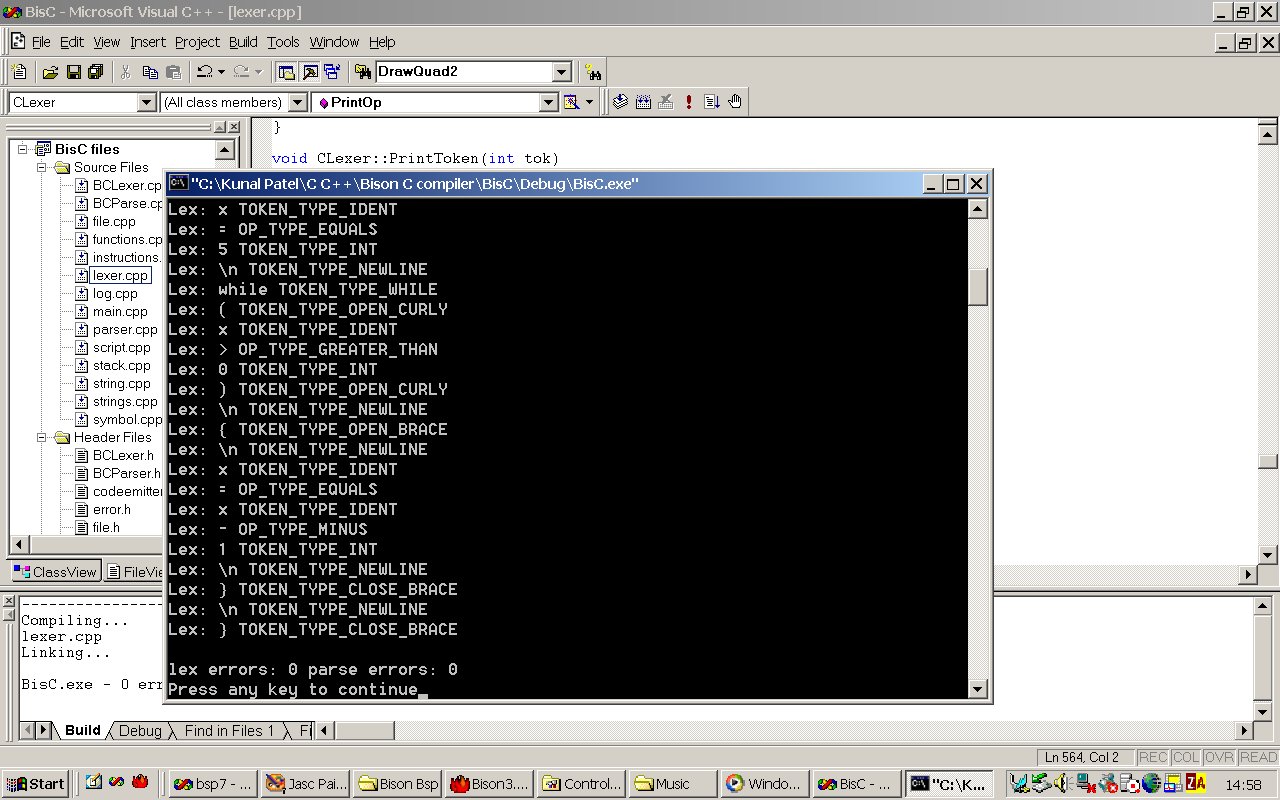 BisC - Microsoft Visual C++ - [lexer.cpp]
File Edit View Insert Project Build Tools Window Help
DrawQuad2
CLexer (All class members) PrintOp
BisC files
Source Files
BCLexer.cp
BCParse.cp
file.cpp
functions.cp
instructions.
lexer.cpp
log.cpp
main.cpp
parser.cpp
script.cpp
stack.cpp
string.cpp
strings.cpp
symbol.cpp
Header Files
BCLexer.h
BCParser.h
codeemitter
error.h
file.h
ClassView FileVie
}
void CLexer::PrintToken(int tok)
"C:\Kunal Patel\C C++\Bison C compiler\BisC\Debug\BisC.exe"
Lex: x TOKEN_TYPE_IDENT
Lex: = OP_TYPE_EQUALS
Lex: 5 TOKEN_TYPE_INT
Lex: \n TOKEN_TYPE_NEWLINE
Lex: while TOKEN_TYPE_WHILE
Lex: ( TOKEN_TYPE_OPEN_CURLY
Lex: x TOKEN_TYPE_IDENT
Lex: > OP_TYPE_GREATER_THAN
Lex: 0 TOKEN_TYPE_INT
Lex: ) TOKEN_TYPE_OPEN_CURLY
Lex: \n TOKEN_TYPE_NEWLINE
Lex: { TOKEN_TYPE_OPEN_BRACE
Lex: \n TOKEN_TYPE_NEWLINE
Lex: x TOKEN_TYPE_IDENT
Lex: = OP_TYPE_EQUALS
Lex: x TOKEN_TYPE_IDENT
Lex: - OP_TYPE_MINUS
Lex: 1 TOKEN_TYPE_INT
Lex: \n TOKEN_TYPE_NEWLINE
Lex: } TOKEN_TYPE_CLOSE_BRACE
Lex: \n TOKEN_TYPE_NEWLINE
Lex: } TOKEN_TYPE_CLOSE_BRACE
lex errors: 0 parse errors: 0
Press any key to continue_
--------------------
Compiling...
lexer.cpp
Linking...
BisC.exe - 0 err
Build Debug Find in Files 1 F
Ln 564, Col 2 REC COL OVR READ
Start bsp7 - ... Jasc Pai... Bison Bsp Bison3.... Control... Music Windo... BisC - ... "C:\K... ZA 14:58